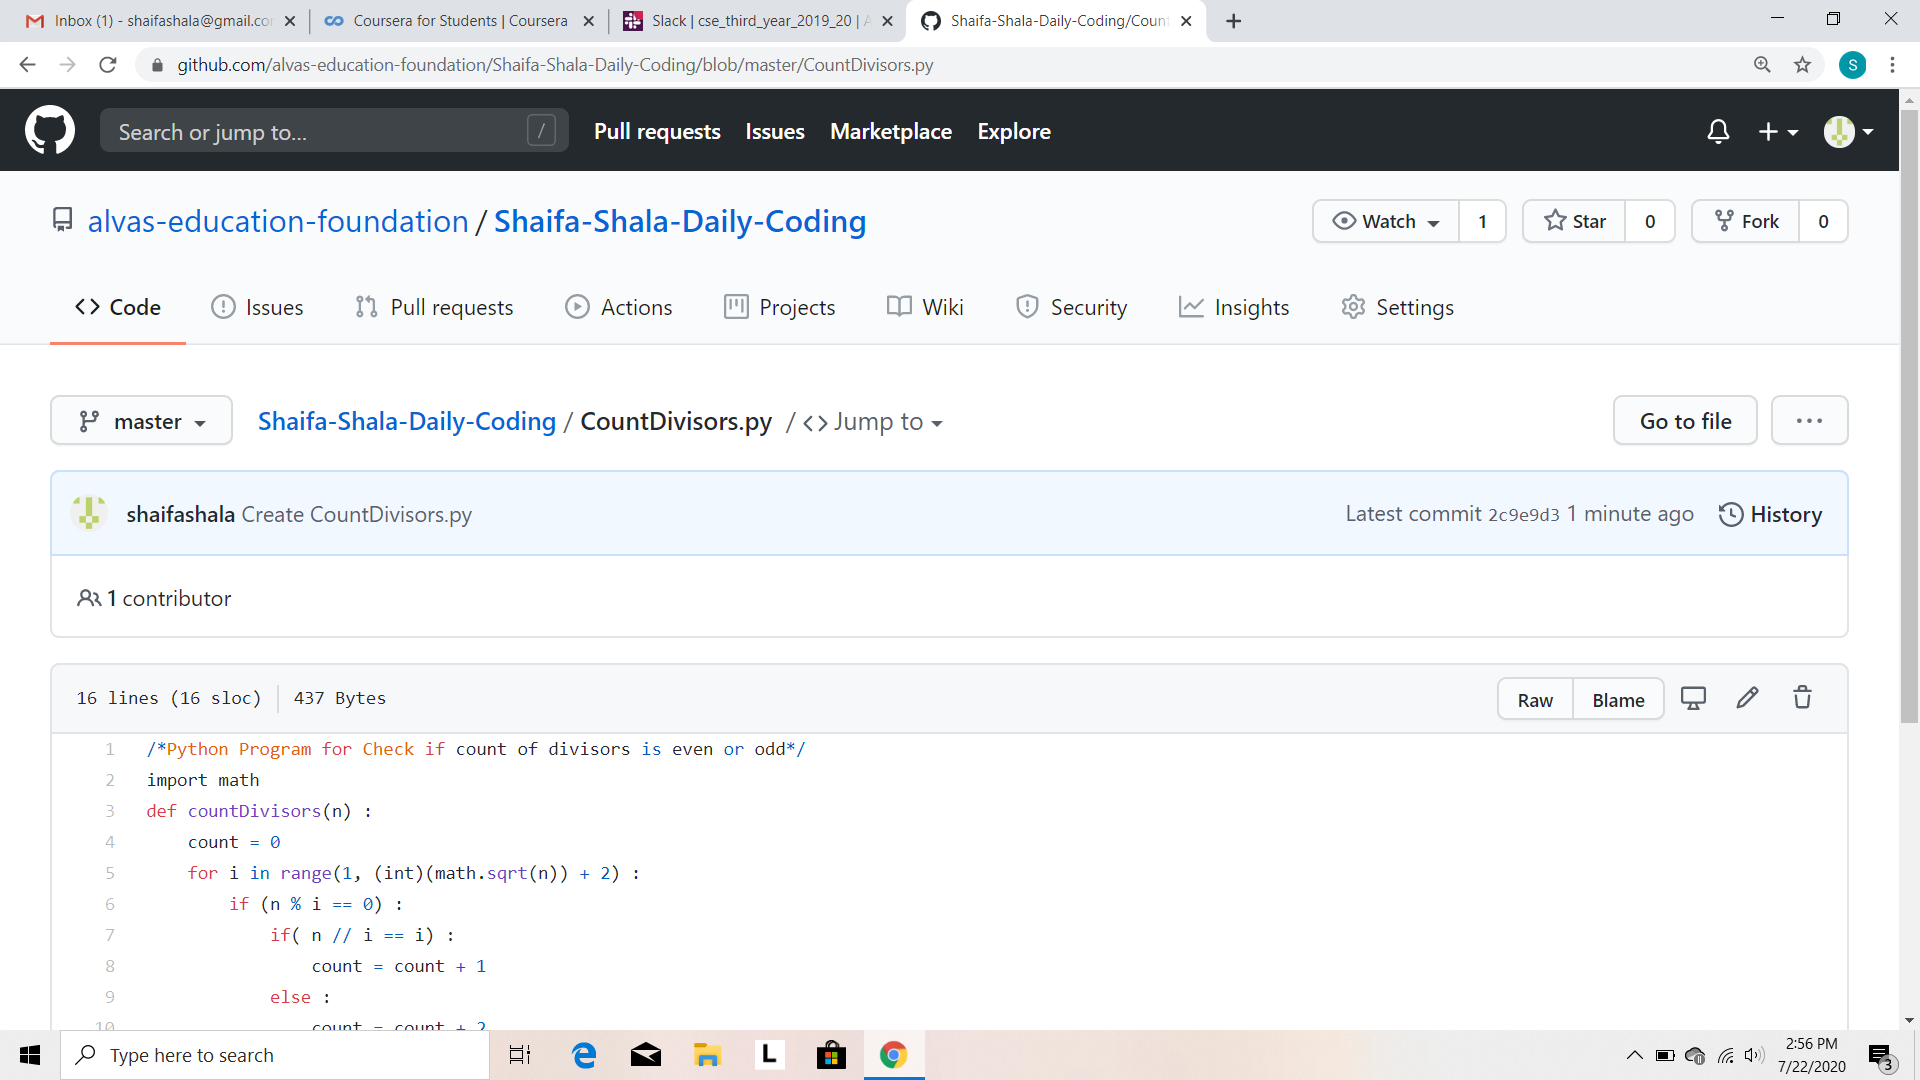 Inbox (1) - shaifashala@gmail.co
Coursera for Students | Coursera
Slack | cse_third_year_2019_20 | A
Shaifa-Shala-Daily-Coding/Count
github.com/alvas-education-foundation/Shaifa-Shala-Daily-Coding/blob/master/CountDivisors.py
S
Search or jump to...
/
Pull requests
Issues
Marketplace
Explore
alvas-education-foundation / Shaifa-Shala-Daily-Coding
Watch 1
Star 0
Fork 0
Code
Issues
Pull requests
Actions
Projects
Wiki
Security
Insights
Settings
master
Shaifa-Shala-Daily-Coding / CountDivisors.py / <> Jump to
Go to file
...
shaifashala Create CountDivisors.py
Latest commit 2c9e9d3 1 minute ago
History
1 contributor
16 lines (16 sloc) | 437 Bytes
Raw
Blame
1 /*Python Program for Check if count of divisors is even or odd*/
2 import math
3 def countDivisors(n) :
4 count = 0
5 for i in range(1, (int)(math.sqrt(n)) + 2) :
6 if (n % i == 0) :
7 if( n // i == i) :
8 count = count + 1
9 else :
10 count = count + 2
Type here to search
L
2:56 PM
7/22/2020
3